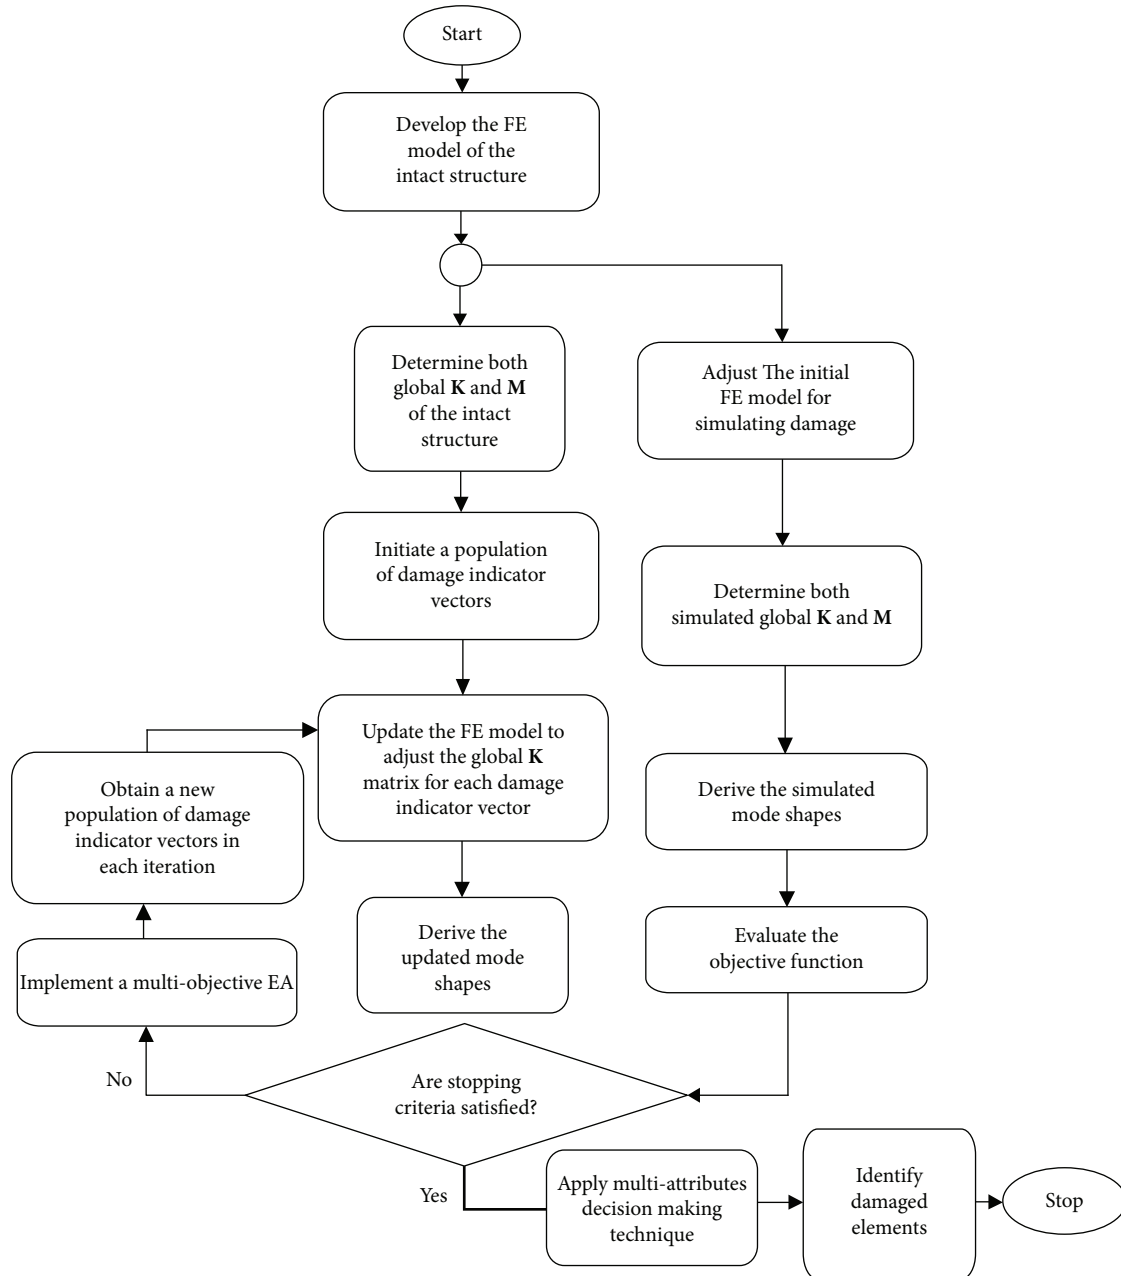 Start
Develop the FE
model of the
intact structure
Determine both
global K and M
of the intact
structure
Adjust The initial
FE model for
simulating damage
Initiate a population
of damage indicator
vectors
Determine both
simulated global K and M
Update the FE model to
adjust the global K
matrix for each damage
indicator vector
Obtain a new
population of damage
indicator vectors in
each iteration
Derive the simulated
mode shapes
Derive the
updated mode
shapes
Evaluate the
objective function
Implement a multi-objective EA
No
Are stopping
criteria satisfied?
Yes
Apply multi-attributes
decision making
technique
Identify
damaged
elements
Stop